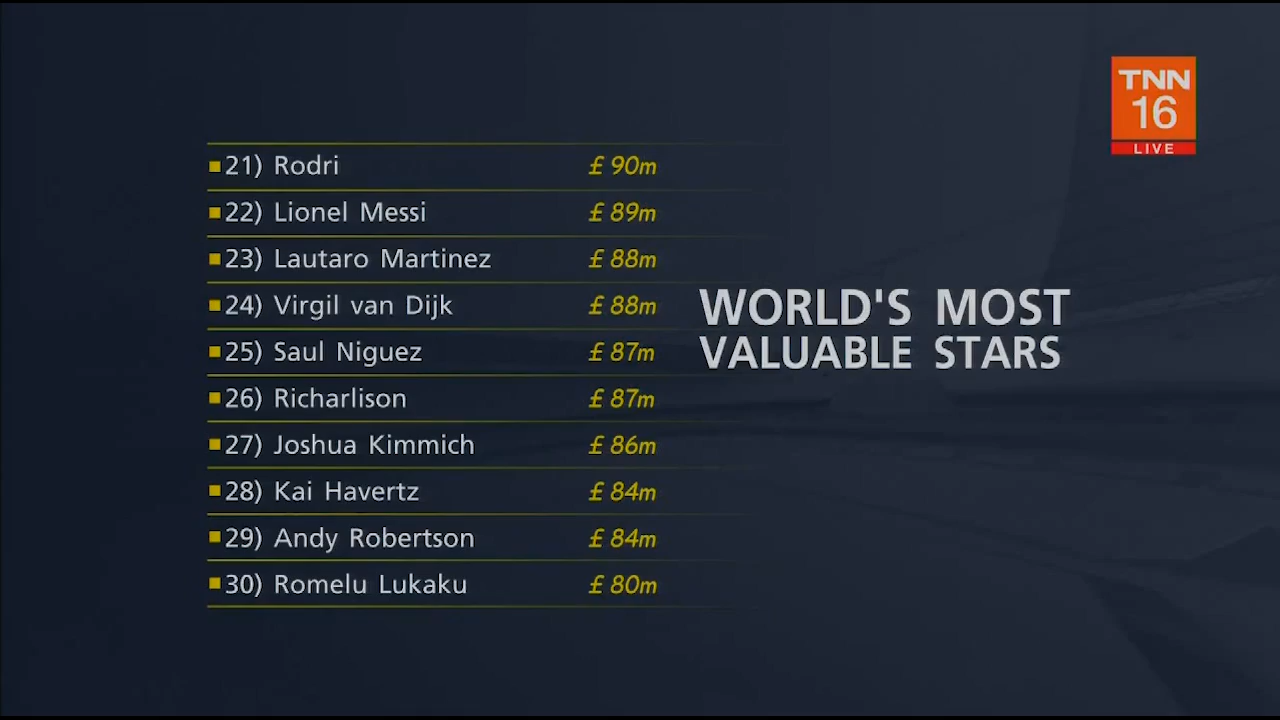 TNN
16
LIVE
21) Rodri £ 90m
22) Lionel Messi £ 89m
23) Lautaro Martinez £ 88m
24) Virgil van Dijk £ 88m
25) Saul Niguez £ 87m
26) Richarlison £ 87m
27) Joshua Kimmich £ 86m
28) Kai Havertz £ 84m
29) Andy Robertson £ 84m
30) Romelu Lukaku £ 80m
WORLD'S MOST
VALUABLE STARS